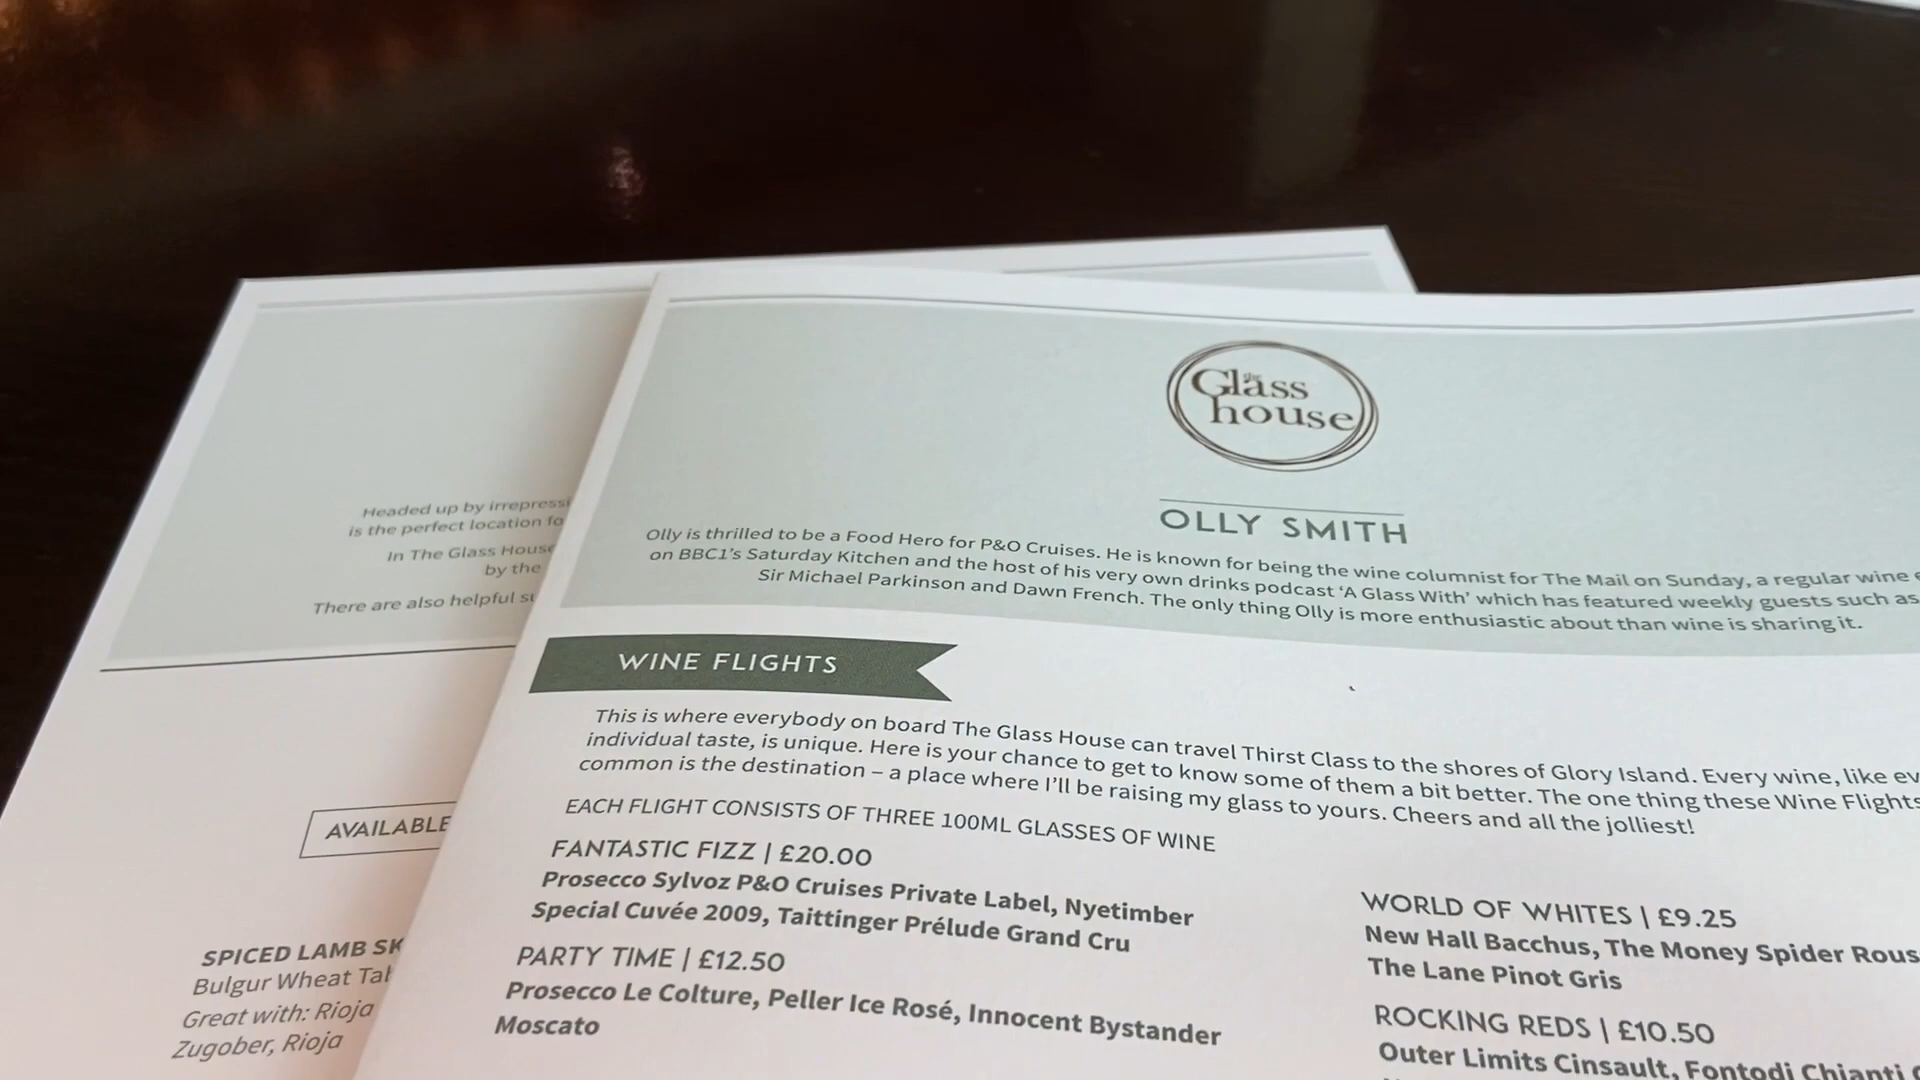 the
Glass
house
OLLY SMITH
Olly is thrilled to be a Food Hero for P&O Cruises. He is known for being the wine columnist for The Mail on Sunday, a regular wine
on BBC1's Saturday Kitchen and the host of his very own drinks podcast 'A Glass With' which has featured weekly guests such as
Sir Michael Parkinson and Dawn French. The only thing Olly is more enthusiastic about than wine is sharing it.
WINE FLIGHTS
This is where everybody on board The Glass House can travel Thirst Class to the shores of Glory Island. Every wine, like
individual taste, is unique. Here is your chance to get to know some of them a bit better. The one thing these Wine Flights
common is the destination – a place where I'll be raising my glass to yours. Cheers and all the jolliest!
EACH FLIGHT CONSISTS OF THREE 100ML GLASSES OF WINE
FANTASTIC FIZZ | £20.00
Prosecco Sylvoz P&O Cruises Private Label, Nyetimber
Special Cuvée 2009, Taittinger Prélude Grand Cru
PARTY TIME | £12.50
Prosecco Le Colture, Peller Ice Rosé, Innocent Bystander
Moscato
WORLD OF WHITES | £9.25
New Hall Bacchus, The Money Spider
The Lane Pinot Gris
ROCKING REDS | £10.50
Outer Limits Cinsault, Fontodi Chianti
Headed up by
is the perfect location
In The Glass House
by the
There are also helpful
AVAILABLE
SPICED LAMB
Bulgur Wheat
Great with: Rioja
Zugober, Rioja